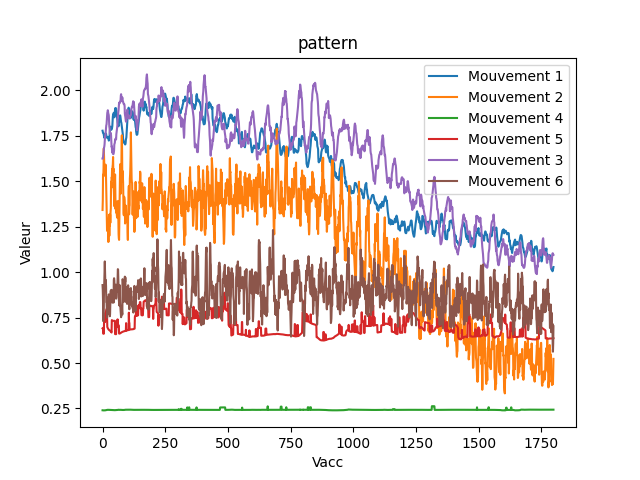 pattern
2.00
1.75
1.50
1.25
1.00
0.75
0.50
0.25
Valeur
0 250 500 750 1000 1250 1500 1750
Vacc
Mouvement 1
Mouvement 2
Mouvement 4
Mouvement 5
Mouvement 3
Mouvement 6